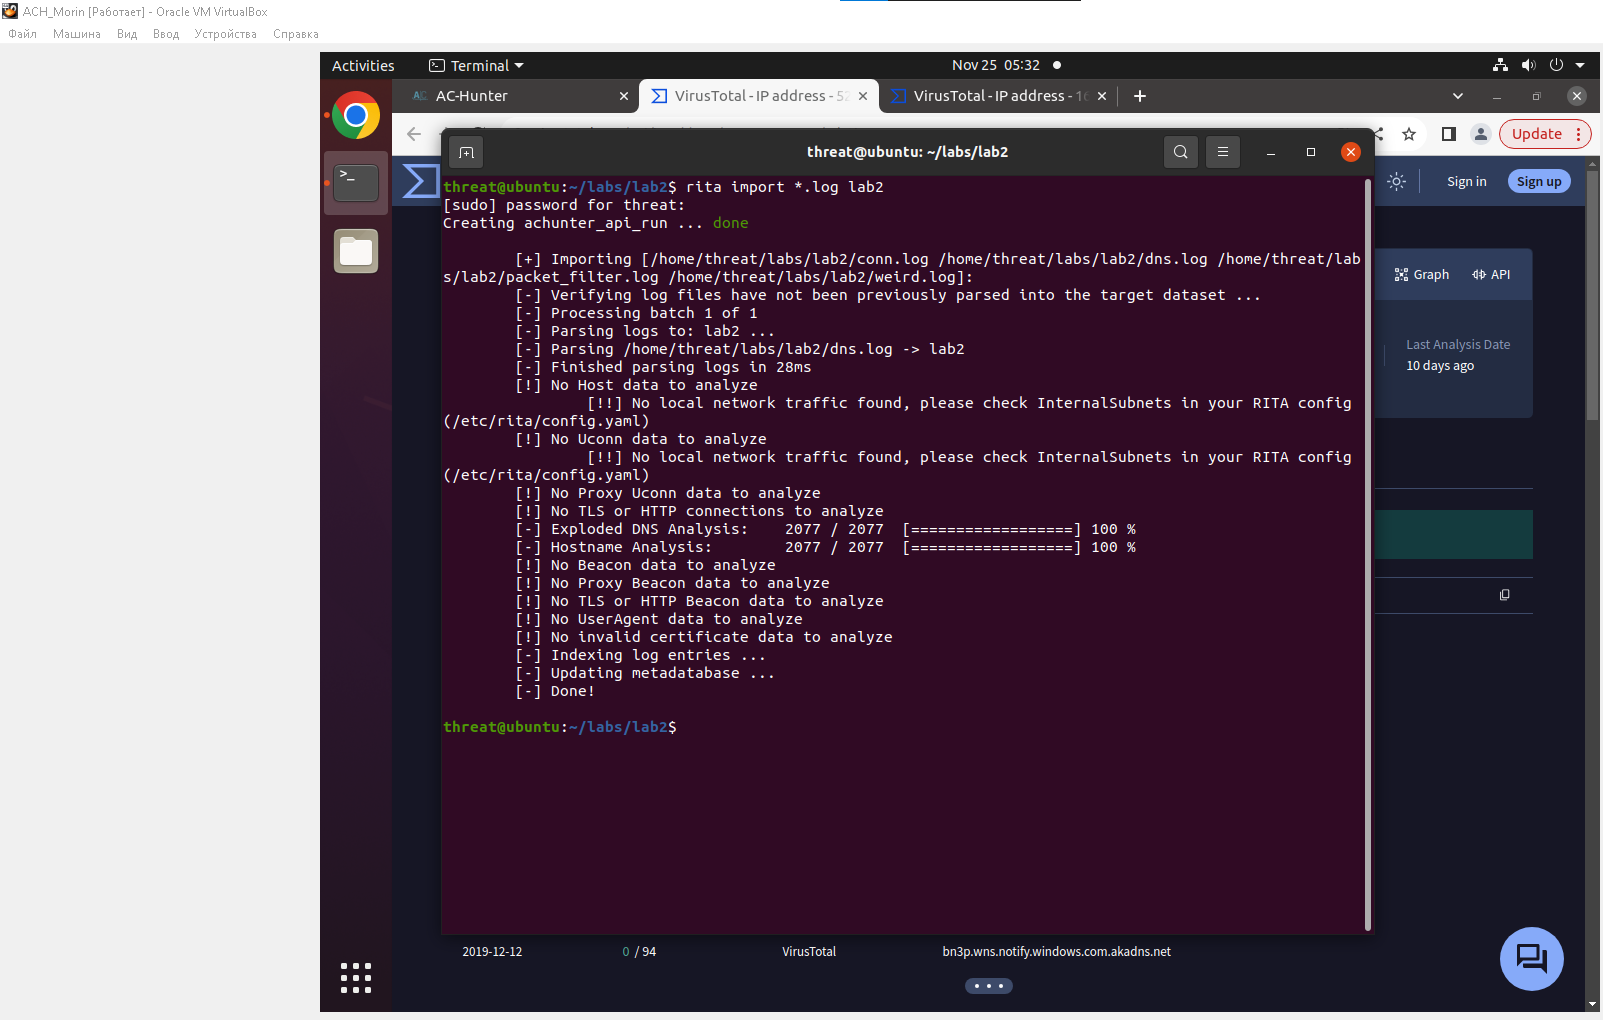 ACH_Morin [Работает] - Oracle VM VirtualBox
Файл Машина Вид Ввод Устройства Справка
Activities Terminal Nov 25 05:32
AC-Hunter VirusTotal - IP address - 52 VirusTotal - IP address - 16
Update
threat@ubuntu: ~/labs/lab2
Sign in Sign up
Graph API
Last Analysis Date
10 days ago
threat@ubuntu:~/labs/lab2$ rita import *.log lab2
[sudo] password for threat:
Creating achunter_api_run ... done
[+] Importing [/home/threat/labs/lab2/conn.log /home/threat/labs/lab2/dns.log /home/threat/lab
s/lab2/packet_filter.log /home/threat/labs/lab2/weird.log]:
[-] Verifying log files have not been previously parsed into the target dataset ...
[-] Processing batch 1 of 1
[-] Parsing logs to: lab2 ...
[-] Parsing /home/threat/labs/lab2/dns.log -> lab2
[-] Finished parsing logs in 28ms
[!] No Host data to analyze
[!!] No local network traffic found, please check InternalSubnets in your RITA config
(/etc/rita/config.yaml)
[!] No Uconn data to analyze
[!!] No local network traffic found, please check InternalSubnets in your RITA config
(/etc/rita/config.yaml)
[!] No Proxy Uconn data to analyze
[!] No TLS or HTTP connections to analyze
[-] Exploded DNS Analysis: 2077 / 2077 [==================] 100 %
[-] Hostname Analysis: 2077 / 2077 [==================] 100 %
[!] No Beacon data to analyze
[!] No Proxy Beacon data to analyze
[!] No TLS or HTTP Beacon data to analyze
[!] No UserAgent data to analyze
[!] No invalid certificate data to analyze
[-] Indexing log entries ...
[-] Updating metadatabase ...
[-] Done!
threat@ubuntu:~/labs/lab2$
2019-12-12 0 / 94 VirusTotal bn3p.wns.notify.windows.com.akadns.net